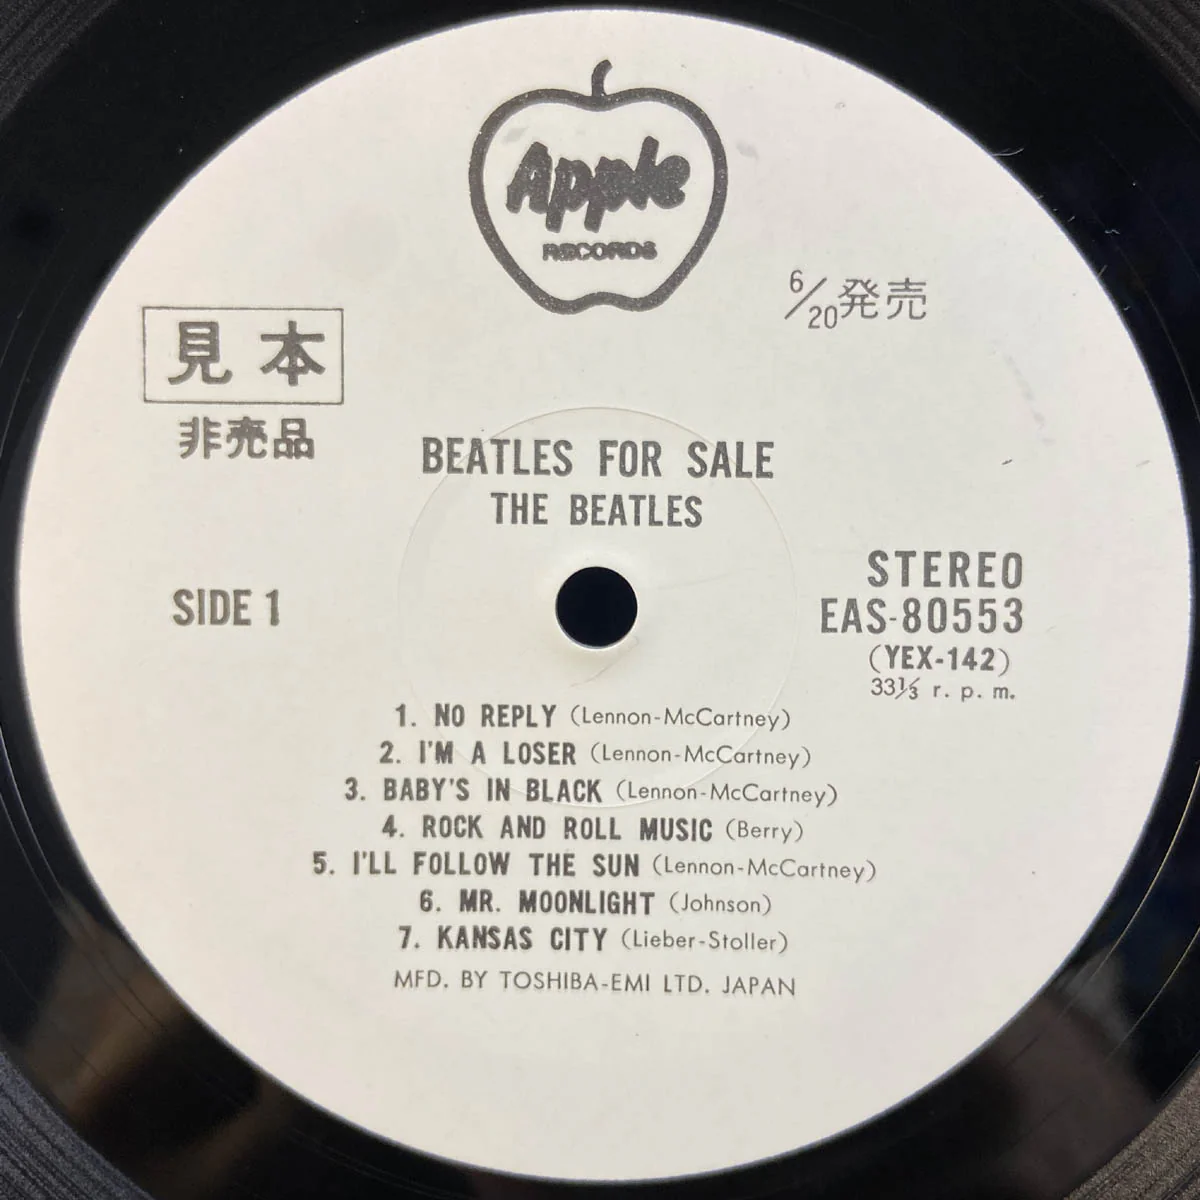 Apple
RECORDS
6/20発売
見本
非売品
BEATLES FOR SALE
THE BEATLES
SIDE 1
STEREO
EAS-80553
(YEX-142)
33⅓ r. p. m.
1. NO REPLY (Lennon-McCartney)
2. I'M A LOSER (Lennon-McCartney)
3. BABY'S IN BLACK (Lennon-McCartney)
4. ROCK AND ROLL MUSIC (Berry)
5. I'LL FOLLOW THE SUN (Lennon-McCartney)
6. MR. MOONLIGHT (Johnson)
7. KANSAS CITY (Lieber-Stoller)
MFD. BY TOSHIBA-EMI LTD. JAPAN